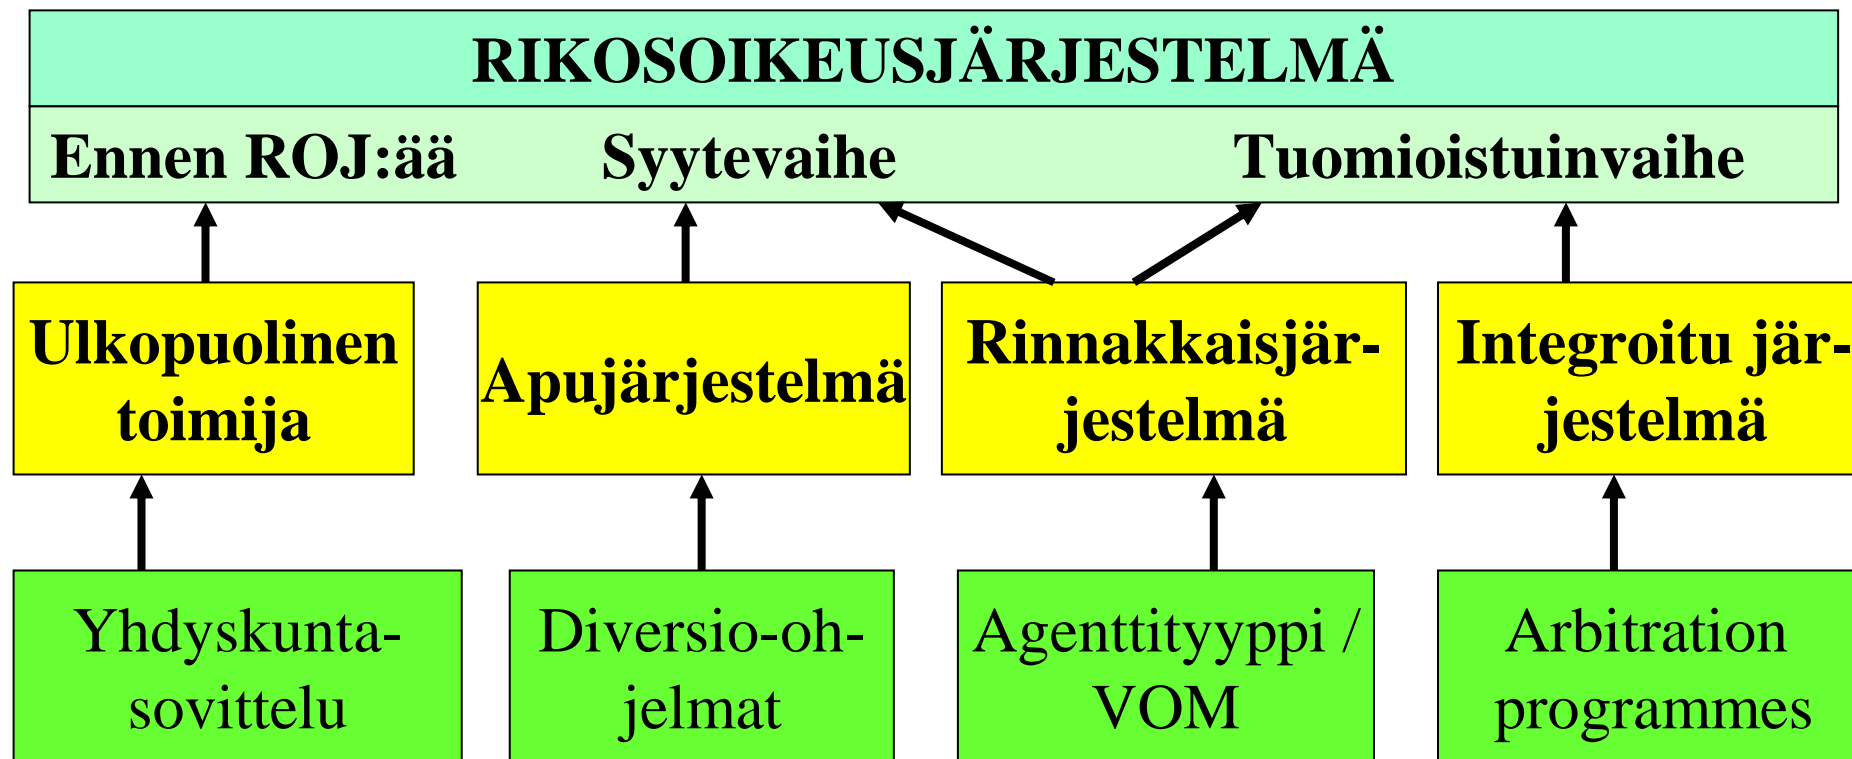 RIKOSOIKEUSJÄRJESTELMÄ
Ennen ROJ:ää Syytevaihe Tuomioistuinvaihe
Ulkopuolinen
toimija
Apujärjestelmä
Rinnakkaisjär-
jestelmä
Integroitu jär-
jestelmä
Yhdyskunta-
sovittelu
Diversio-oh-
jelmat
Agenttityyppi /
VOM
Arbitration
programmes